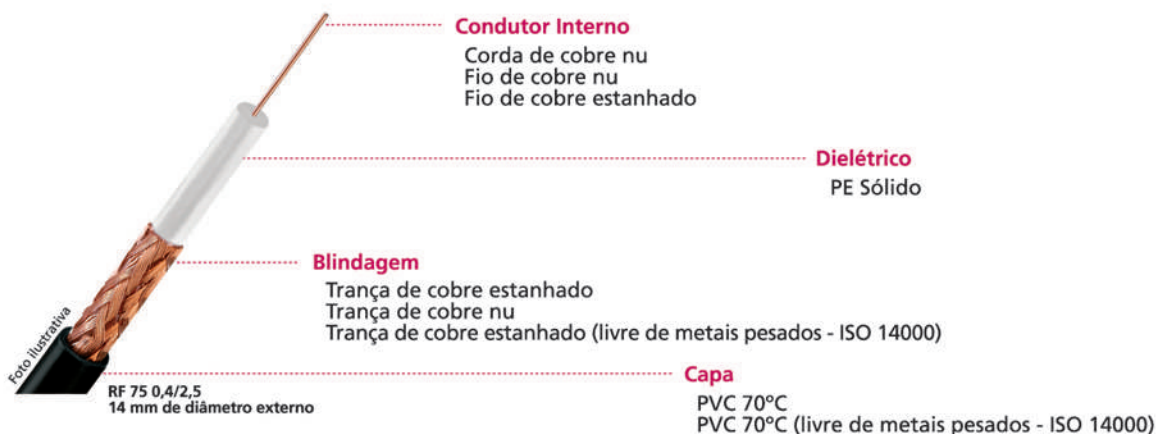 Condutor Interno
Corda de cobre nu
Fio de cobre nu
Fio de cobre estanhado
Dielétrico
PE Sólido
Blindagem
Trança de cobre estanhado
Trança de cobre nu
Trança de cobre estanhado (livre de metais pesados - ISO 14000)
Foto ilustrativa
RF 75 0,4/2,5
14 mm de diâmetro externo
Capa
PVC 70ºC
PVC 70ºC (livre de metais pesados - ISO 14000)